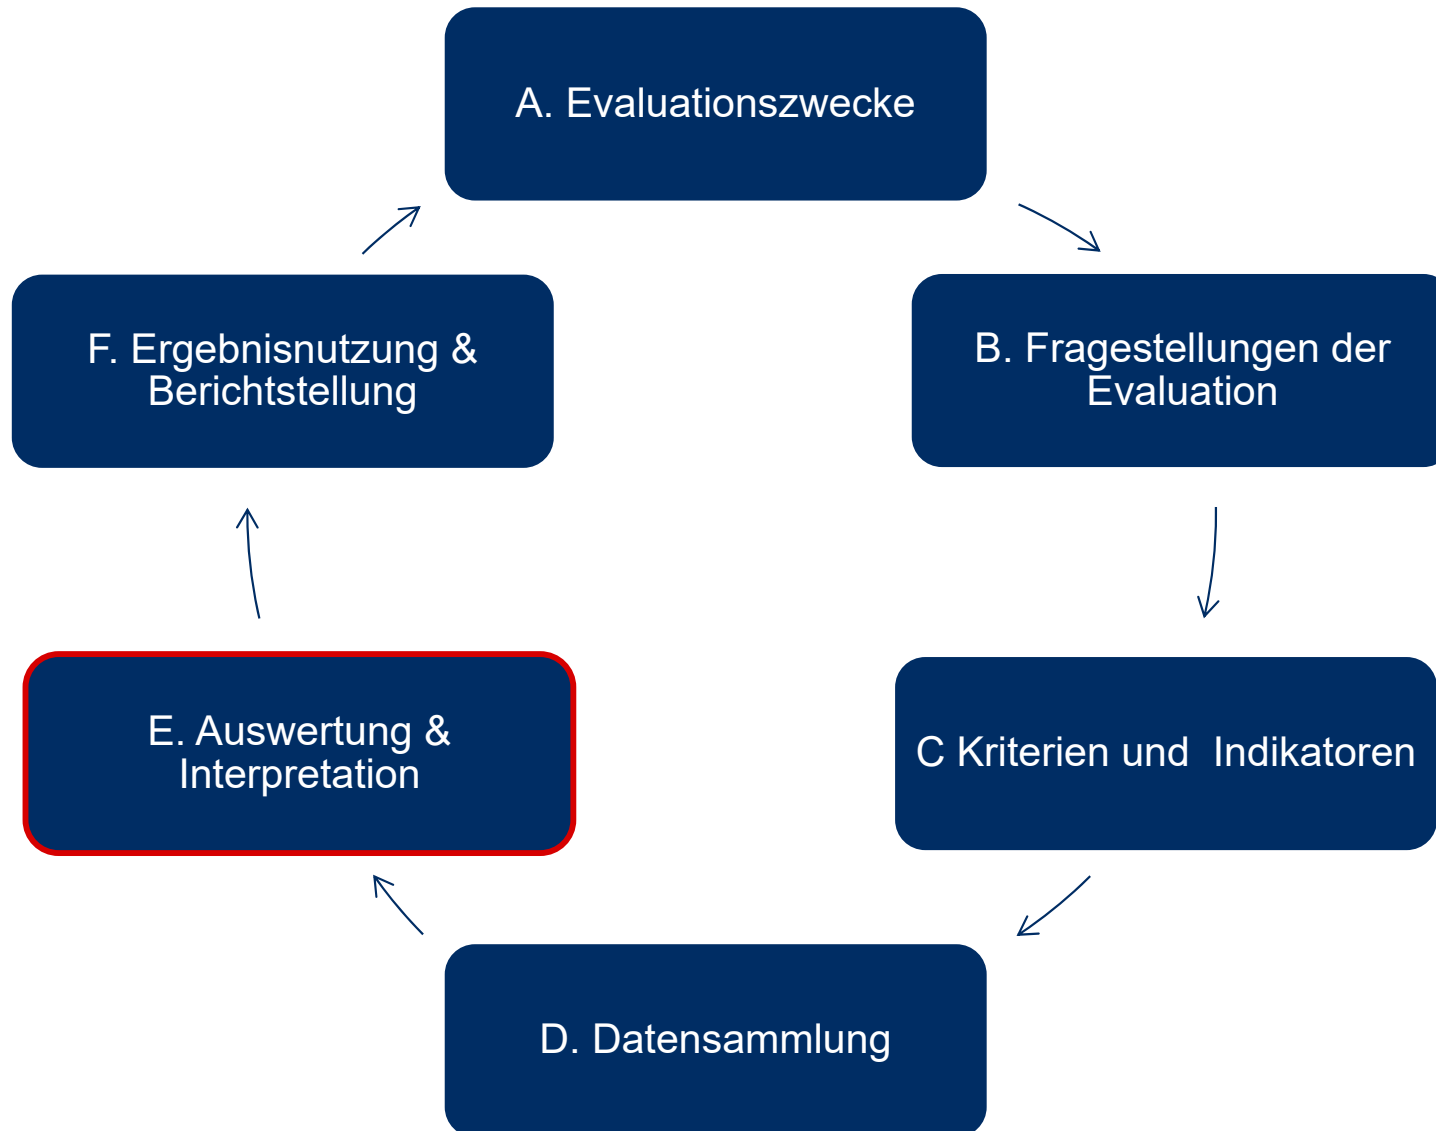 A. Evaluationszwecke
B. Fragestellungen der
Evaluation
C Kriterien und  Indikatoren
D. Datensammlung
E. Auswertung &
Interpretation
F. Ergebnisnutzung &
Berichtstellung